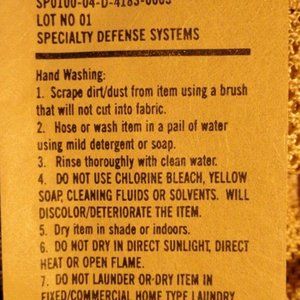 SP0100-04-D-4183-0003
LOT NO 01
SPECIALTY DEFENSE SYSTEMS
Hand Washing:
1. Scrape dirt/dust from item using a brush
that will not cut into fabric.
2. Hose or wash item in a pail of water
using mild detergent or soap.
3. Rinse thoroughly with clean water.
4. DO NOT USE CHLORINE BLEACH, YELLOW
SOAP, CLEANING FLUIDS OR SOLVENTS. WILL
DISCOLOR/DETERIORATE THE ITEM.
5. Dry item in shade or indoors.
6. DO NOT DRY IN DIRECT SUNLIGHT, DIRECT
HEAT OR OPEN FLAME.
7. DO NOT LAUNDER OR DRY ITEM IN
FIXED/COMMERCIAL HOME TYPE LAUNDRY